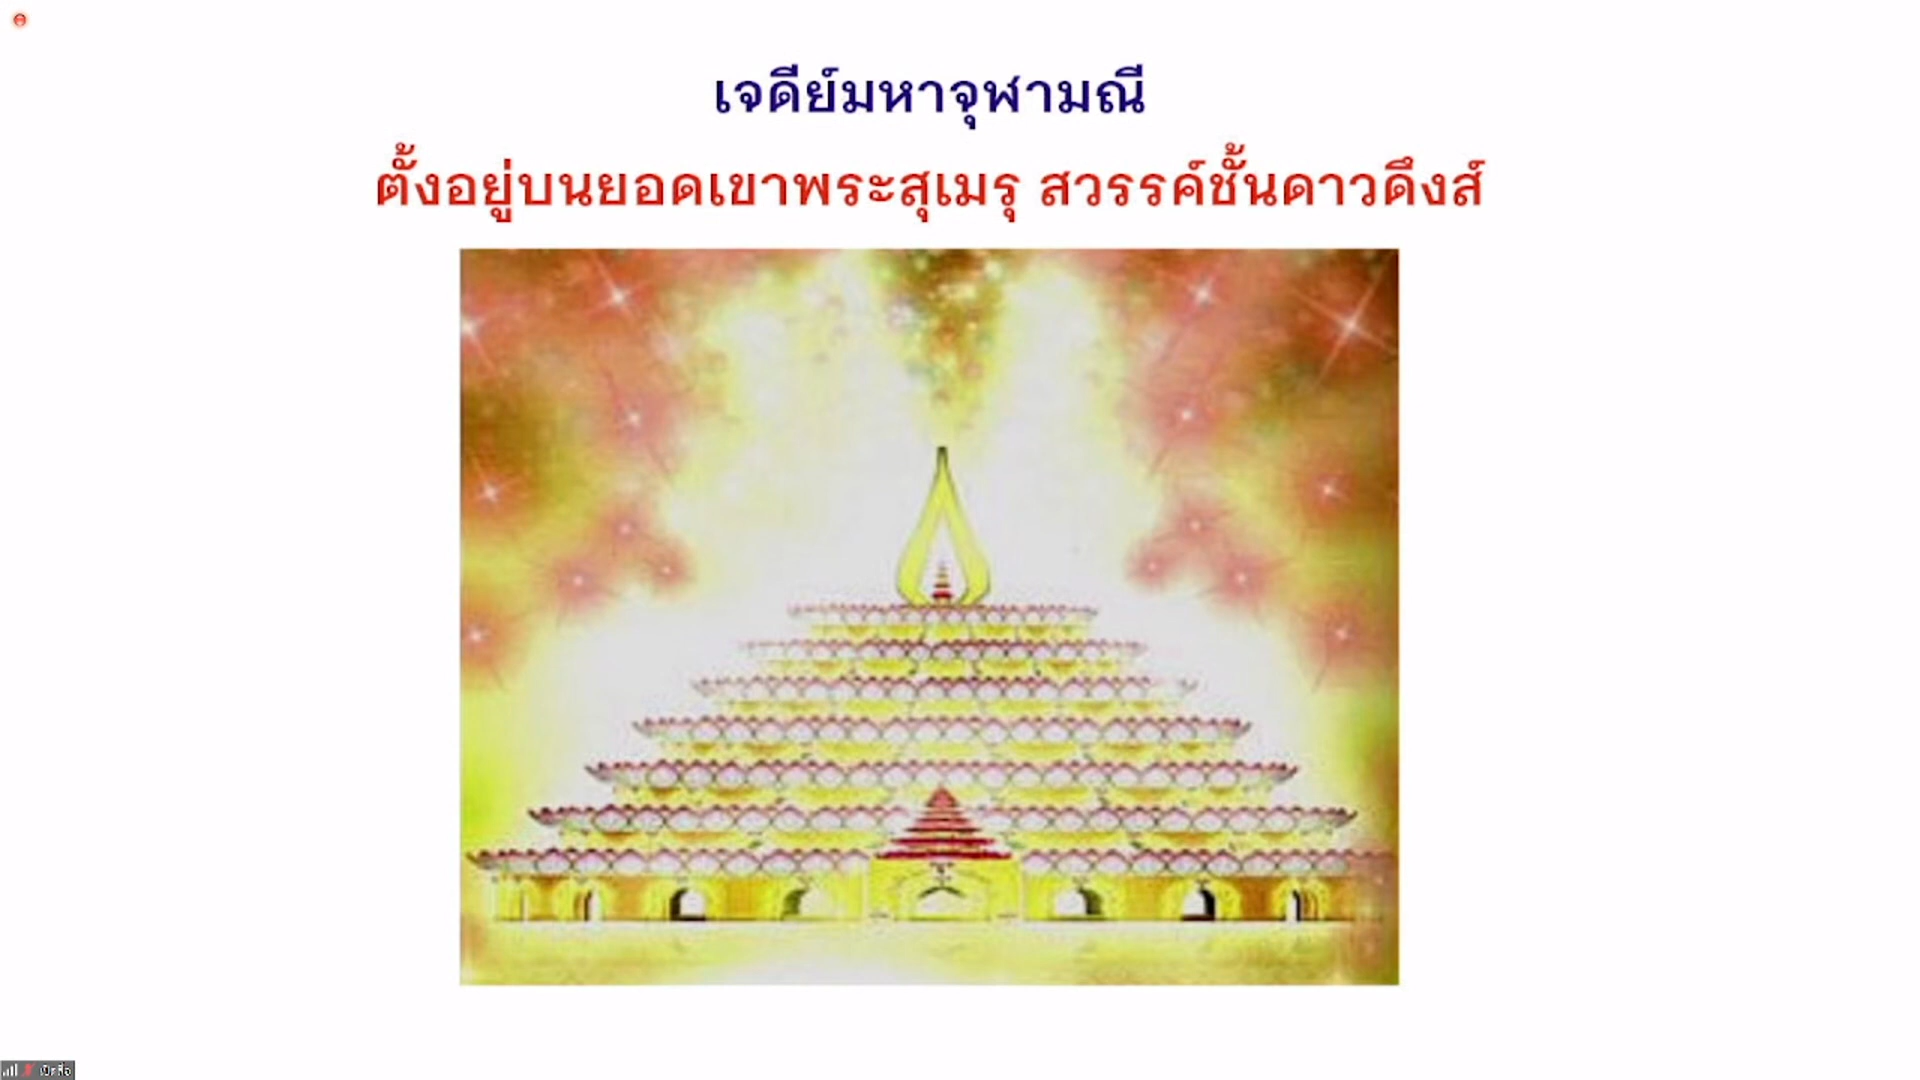 เจดีย์มหาจุฬามณี
ตั้งอยู่บนยอดเขาพระสุเมรุ สวรรค์ชั้นดาวดึงส์